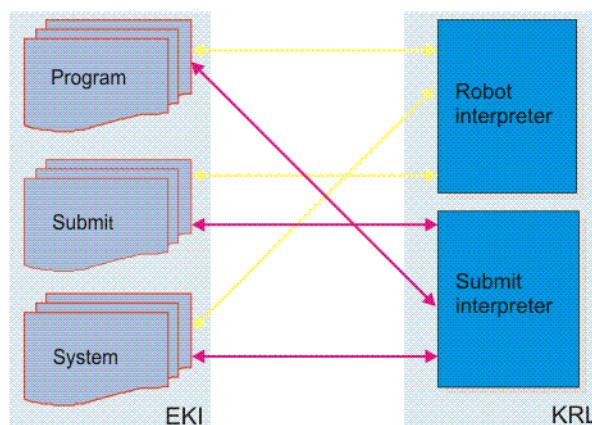 Program
Robot
interpreter
Submit
Submit
interpreter
System
EKI
KRL